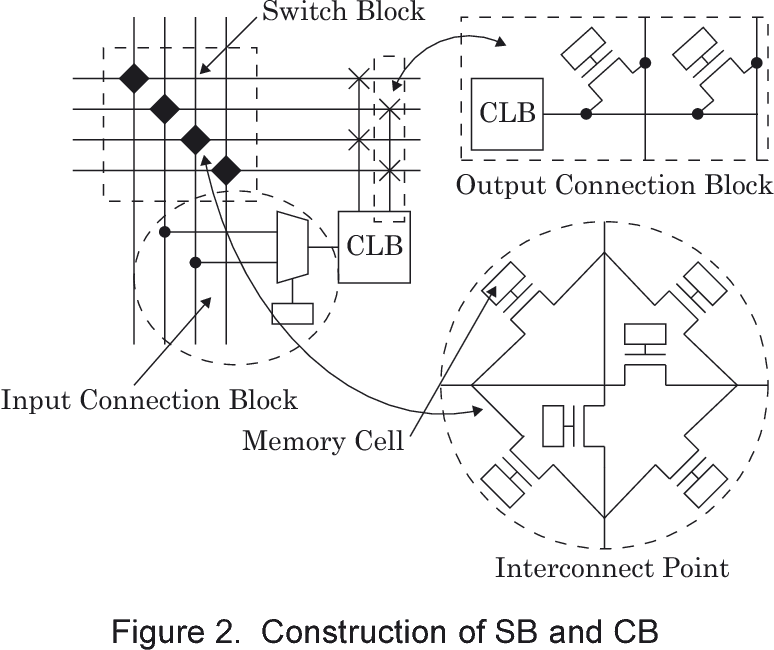 Switch Block
CLB
Output Connection Block
CLB
Input Connection Block
Memory Cell
Interconnect Point
Figure 2. Construction of SB and CB